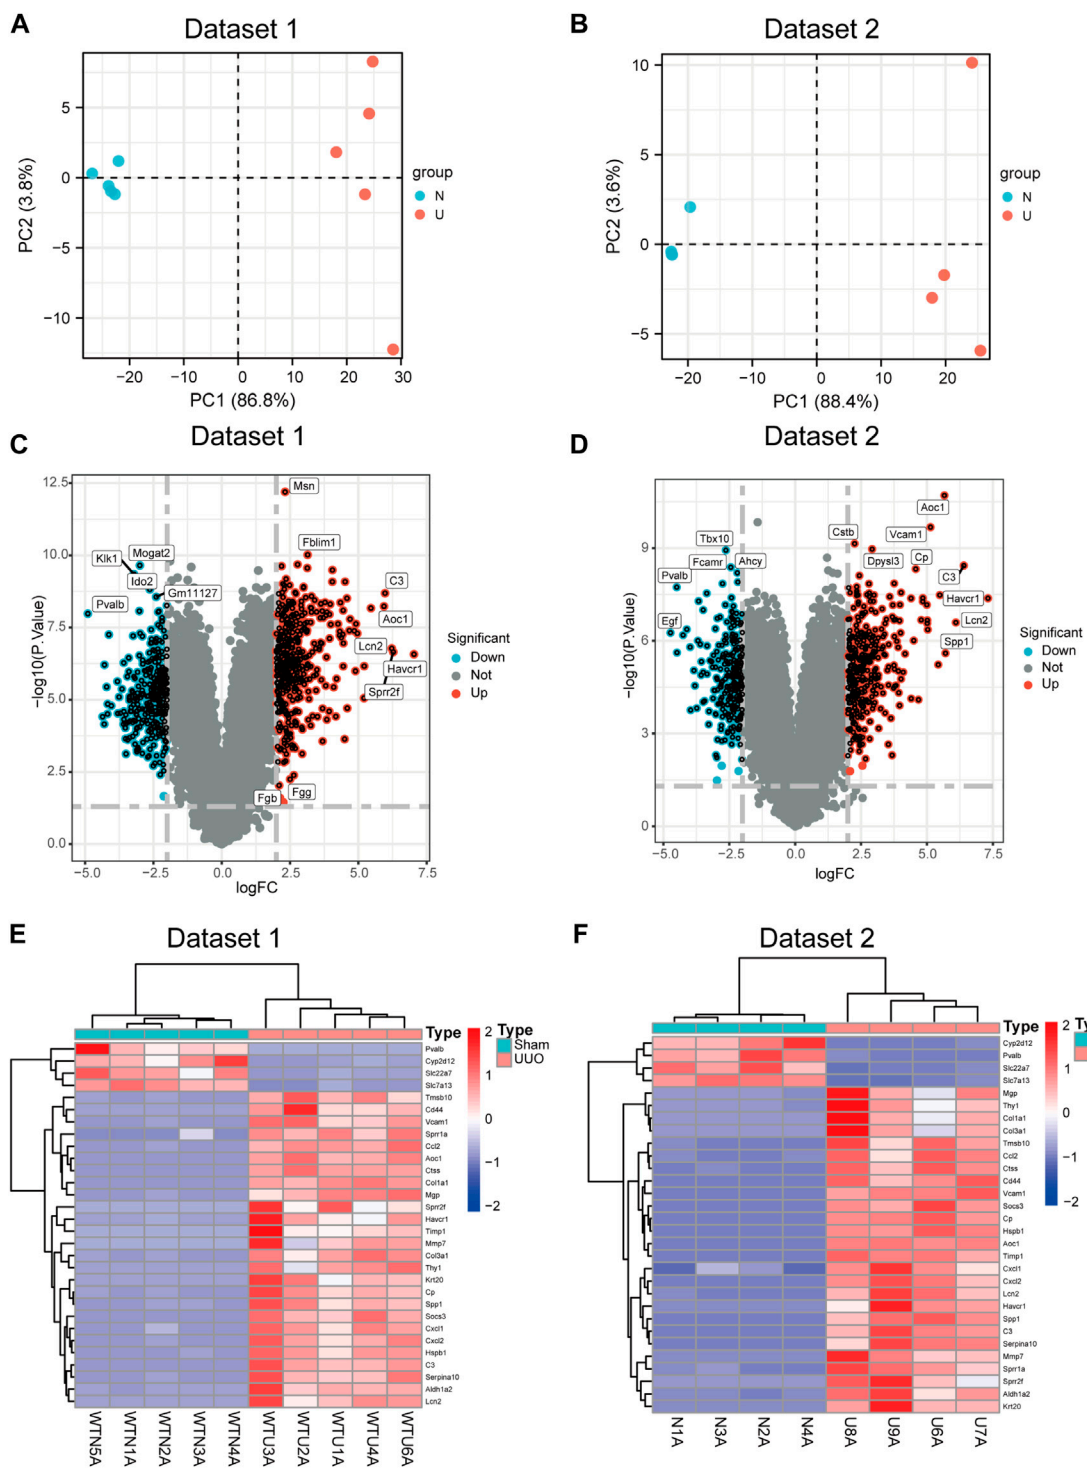 A
Dataset 1
5
0
−5
−10
PC2 (3.8%)
−20
−10
0
10
20
30
PC1 (86.8%)
group
N
U
B
Dataset 2
10
5
0
−5
PC2 (3.6%)
−20
−10
0
10
20
PC1 (88.4%)
group
N
U
C
Dataset 1
12.5
10.0
7.5
5.0
2.5
0.0
−log10(P.Value)
Msn
Fblim1
Mogat2
Klk1
Ido2
Gm11127
Pvalb
C3
Aoc1
Lcn2
Havcr1
Sprr2f
Fgb
Fgg
−5.0
−2.5
0.0
2.5
5.0
7.5
logFC
Significant
Down
Not
Up
D
Dataset 2
9
6
3
0
−log10(P.Value)
Aoc1
Cstb
Vcam1
Tbx10
Dpysl3
Cp
Fcamr
Ahcy
Pvalb
C3
Havcr1
Egf
Lcn2
Spp1
−5.0
−2.5
0.0
2.5
5.0
7.5
logFC
Significant
Down
Not
Up
E
Dataset 1
Type
Pvalb
Cyp2d12
Slc22a7
Slc7a13
Tmsb10
Cd44
Vcam1
Sprr1a
Ccl2
Aoc1
Ctss
Col1a1
Mgp
Sprr2f
Havcr1
Timp1
Mmp7
Col3a1
Thy1
Krt20
Cp
Spp1
Socs3
Cxcl1
Cxcl2
Hspb1
C3
Serpina10
Aldh1a2
Lcn2
WTN5A
WTN1A
WTN2A
WTN3A
WTN4A
WTU3A
WTU2A
WTU1A
WTU4A
WTU6A
2
1
0
−1
−2
Type
Sham
UUO
F
Dataset 2
Type
Cyp2d12
Pvalb
Slc22a7
Slc7a13
Mgp
Thy1
Col1a1
Col3a1
Tmsb10
Ccl2
Ctss
Cd44
Vcam1
Socs3
Cp
Hspb1
Aoc1
Timp1
Cxcl1
Cxcl2
Lcn2
Havcr1
Spp1
C3
Serpina10
Mmp7
Sprr1a
Sprr2f
Aldh1a2
Krt20
N1A
N3A
N2A
N4A
U8A
U9A
U6A
U7A
2
1
0
−1
−2